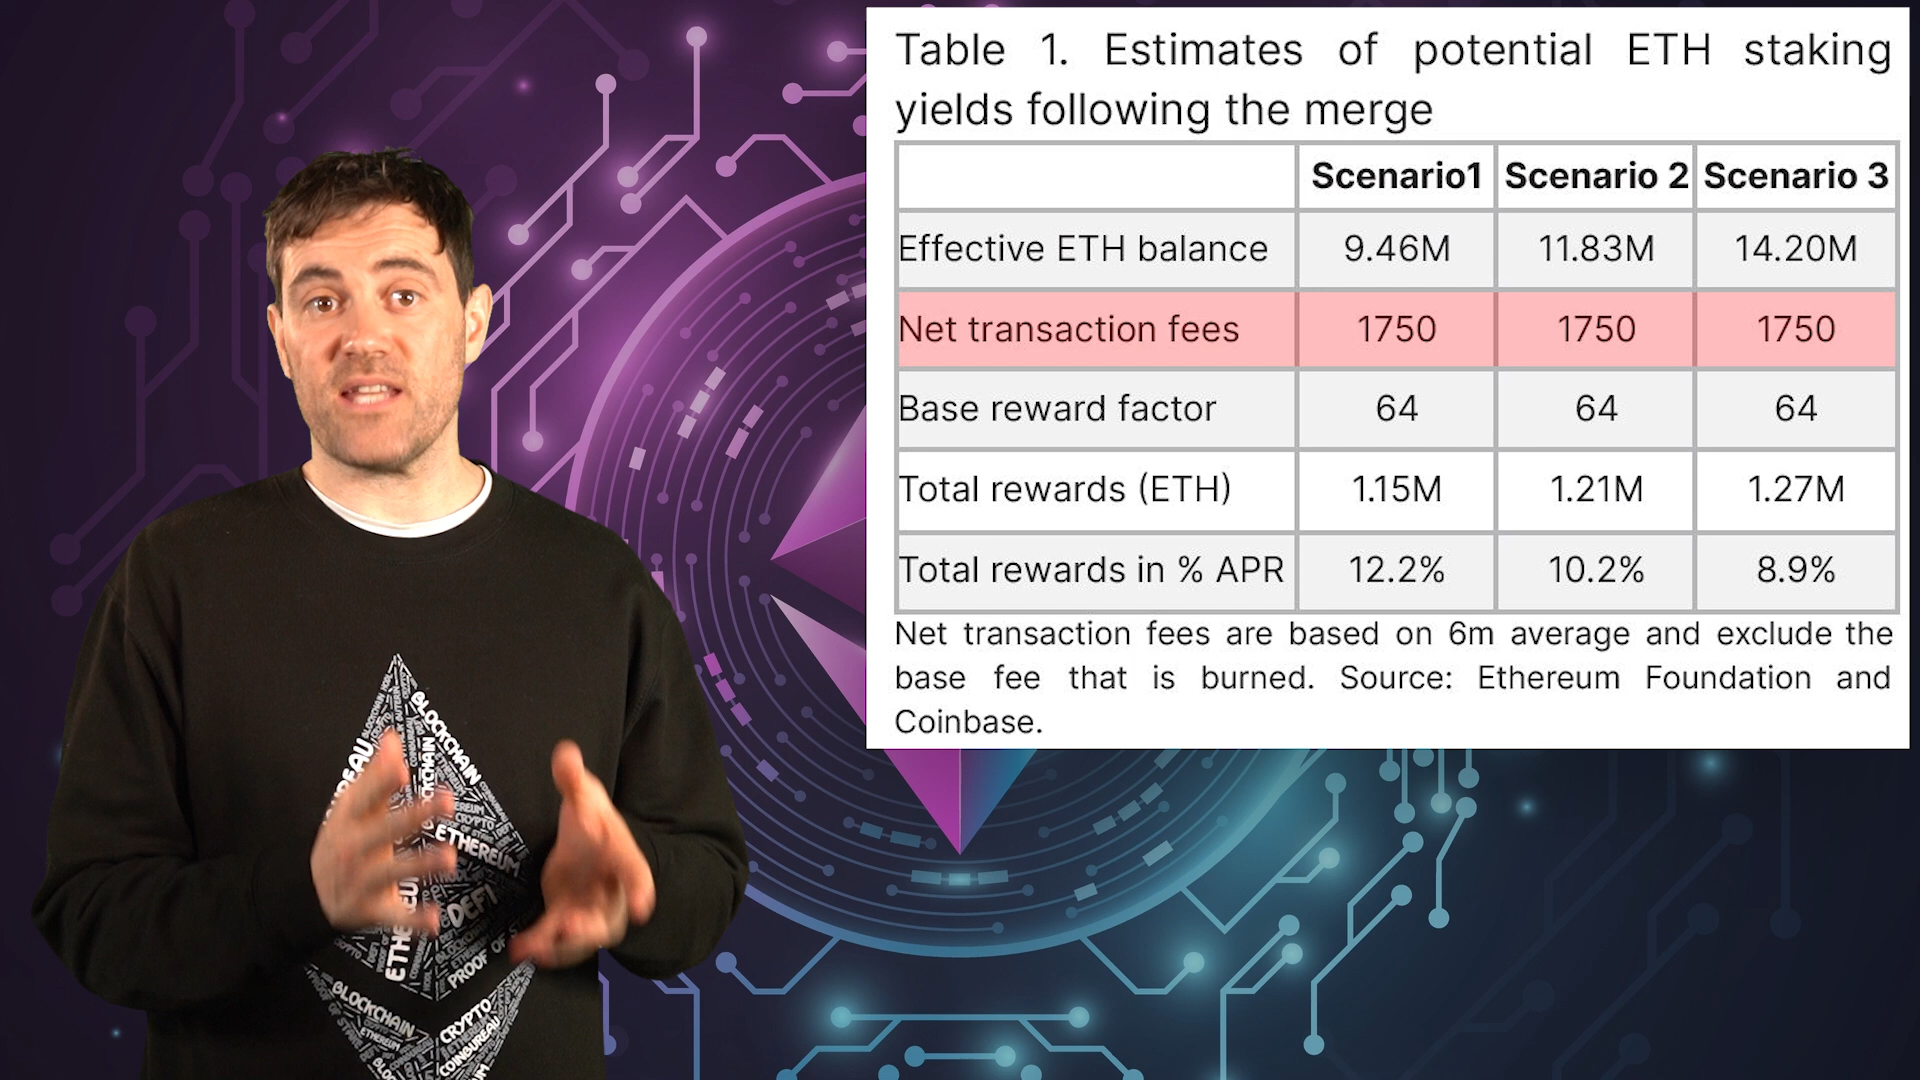 Table 1. Estimates of potential ETH staking
yields following the merge
Scenario1 Scenario 2 Scenario 3
Effective ETH balance 9.46M 11.83M 14.20M
Net transaction fees 1750 1750 1750
Base reward factor 64 64 64
Total rewards (ETH) 1.15M 1.21M 1.27M
Total rewards in % APR 12.2% 10.2% 8.9%
Net transaction fees are based on 6m average and exclude the
base fee that is burned. Source: Ethereum Foundation and
Coinbase.
BLOCKCHAIN
ETHEREUM
DEFI
PROOF OF
BLOCKCHAIN
ETHEREUM
CRYPTO
COINBUREAU